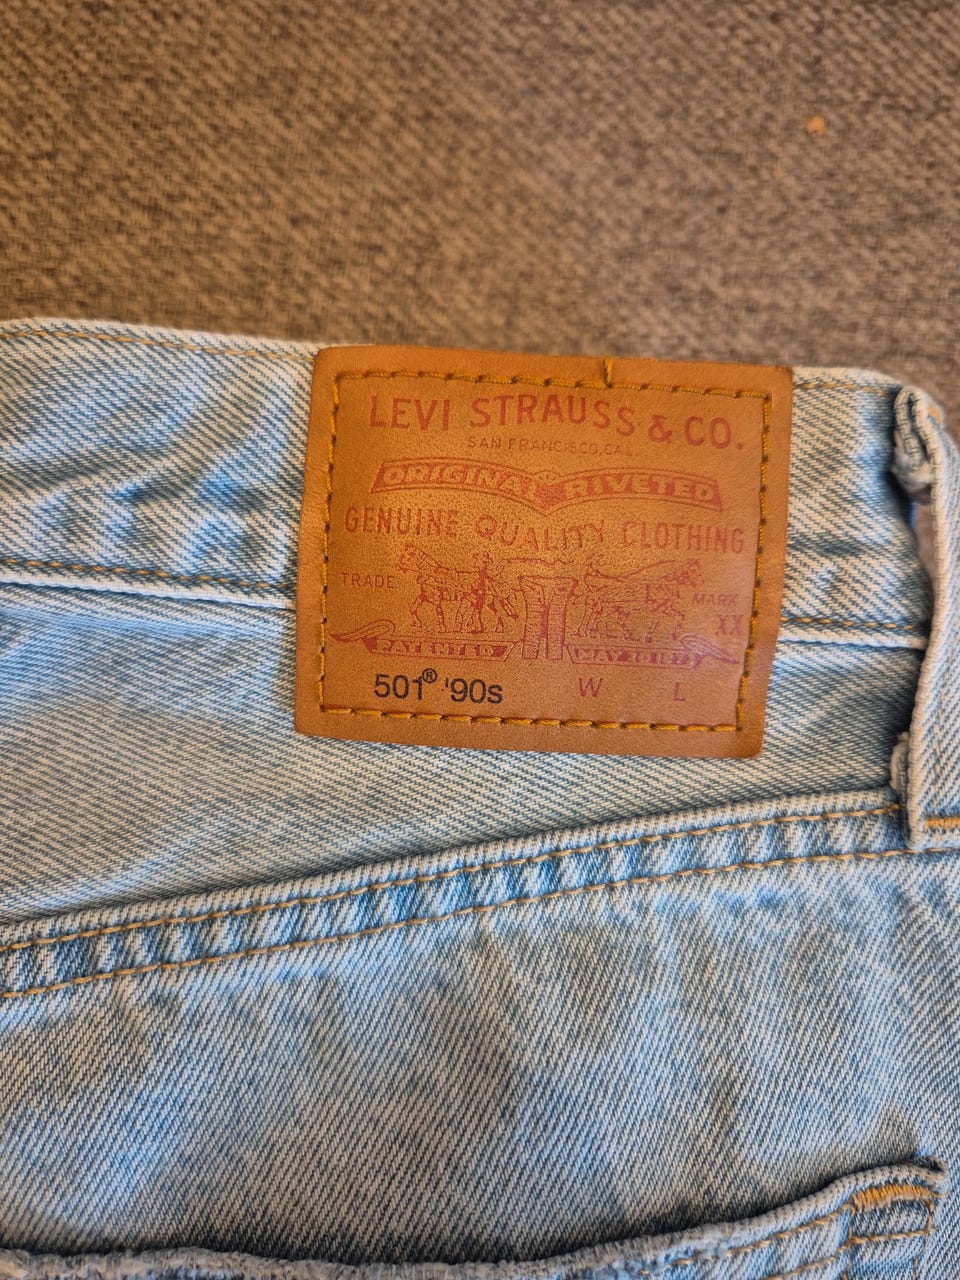 LEVI STRAUSS & CO.
SAN FRANCISCO, CAL.
ORIGINAL RIVETED
GENUINE QUALITY CLOTHING
TRADE MARK
XX
PATENTED MAY 20 1873
501® '90s W L